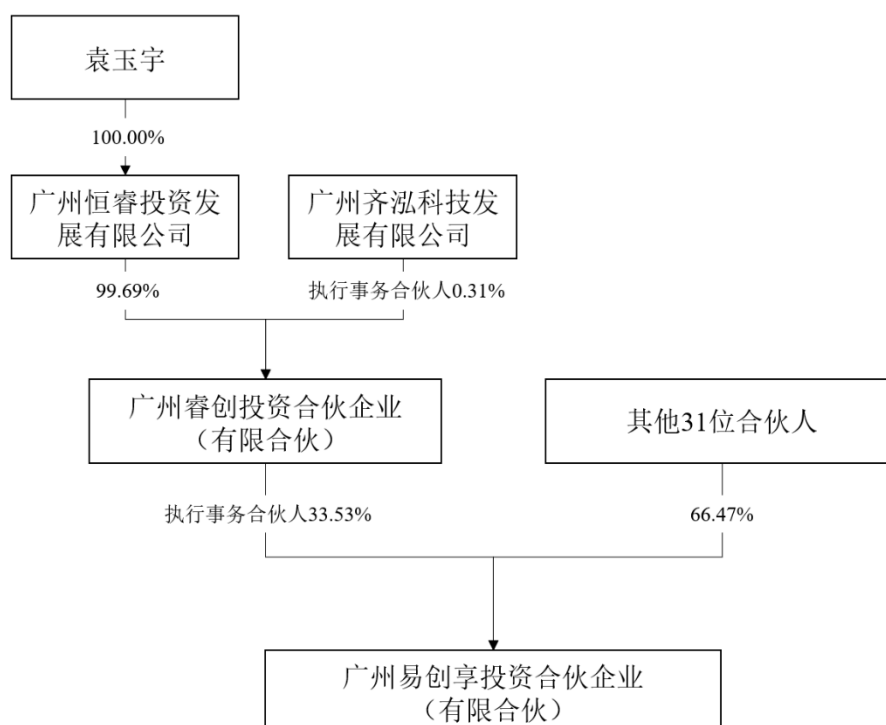 袁玉宇
100.00%
广州恒睿投资发
展有限公司
广州齐泓科技发
展有限公司
99.69%
执行事务合伙人0.31%
广州睿创投资合伙企业
（有限合伙）
其他31位合伙人
执行事务合伙人33.53%
66.47%
广州易创享投资合伙企业
（有限合伙）